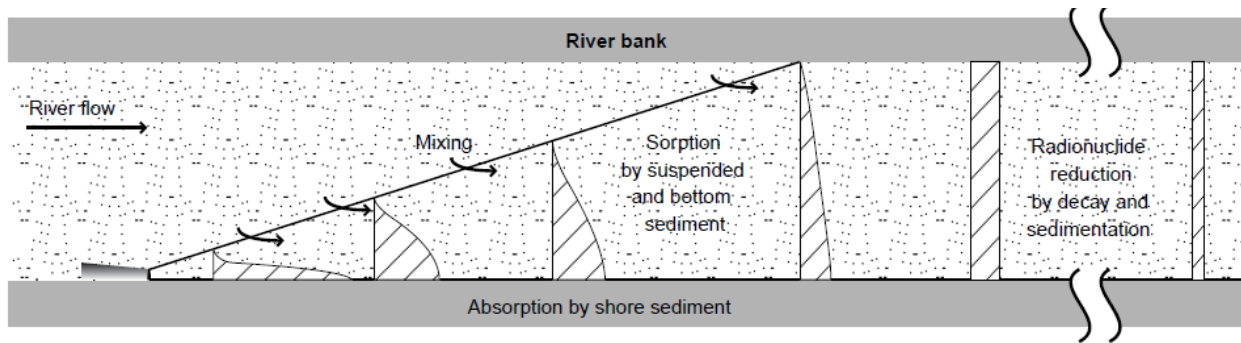 River bank
River flow
Mixing
Sorption
by suspended
and bottom
sediment
Radionuclide
reduction
by decay and
sedimentation
Absorption by shore sediment